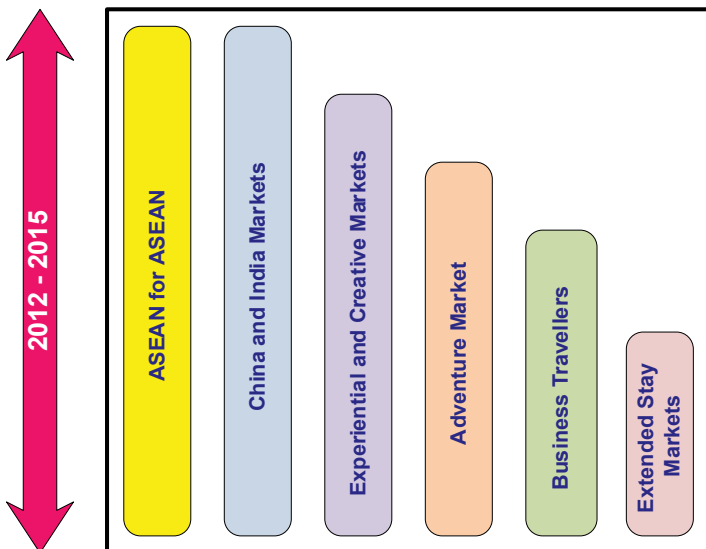 2012 - 2015
ASEAN for ASEAN
China and India Markets
Experiential and Creative Markets
Adventure Market
Business Travellers
Extended Stay
Markets